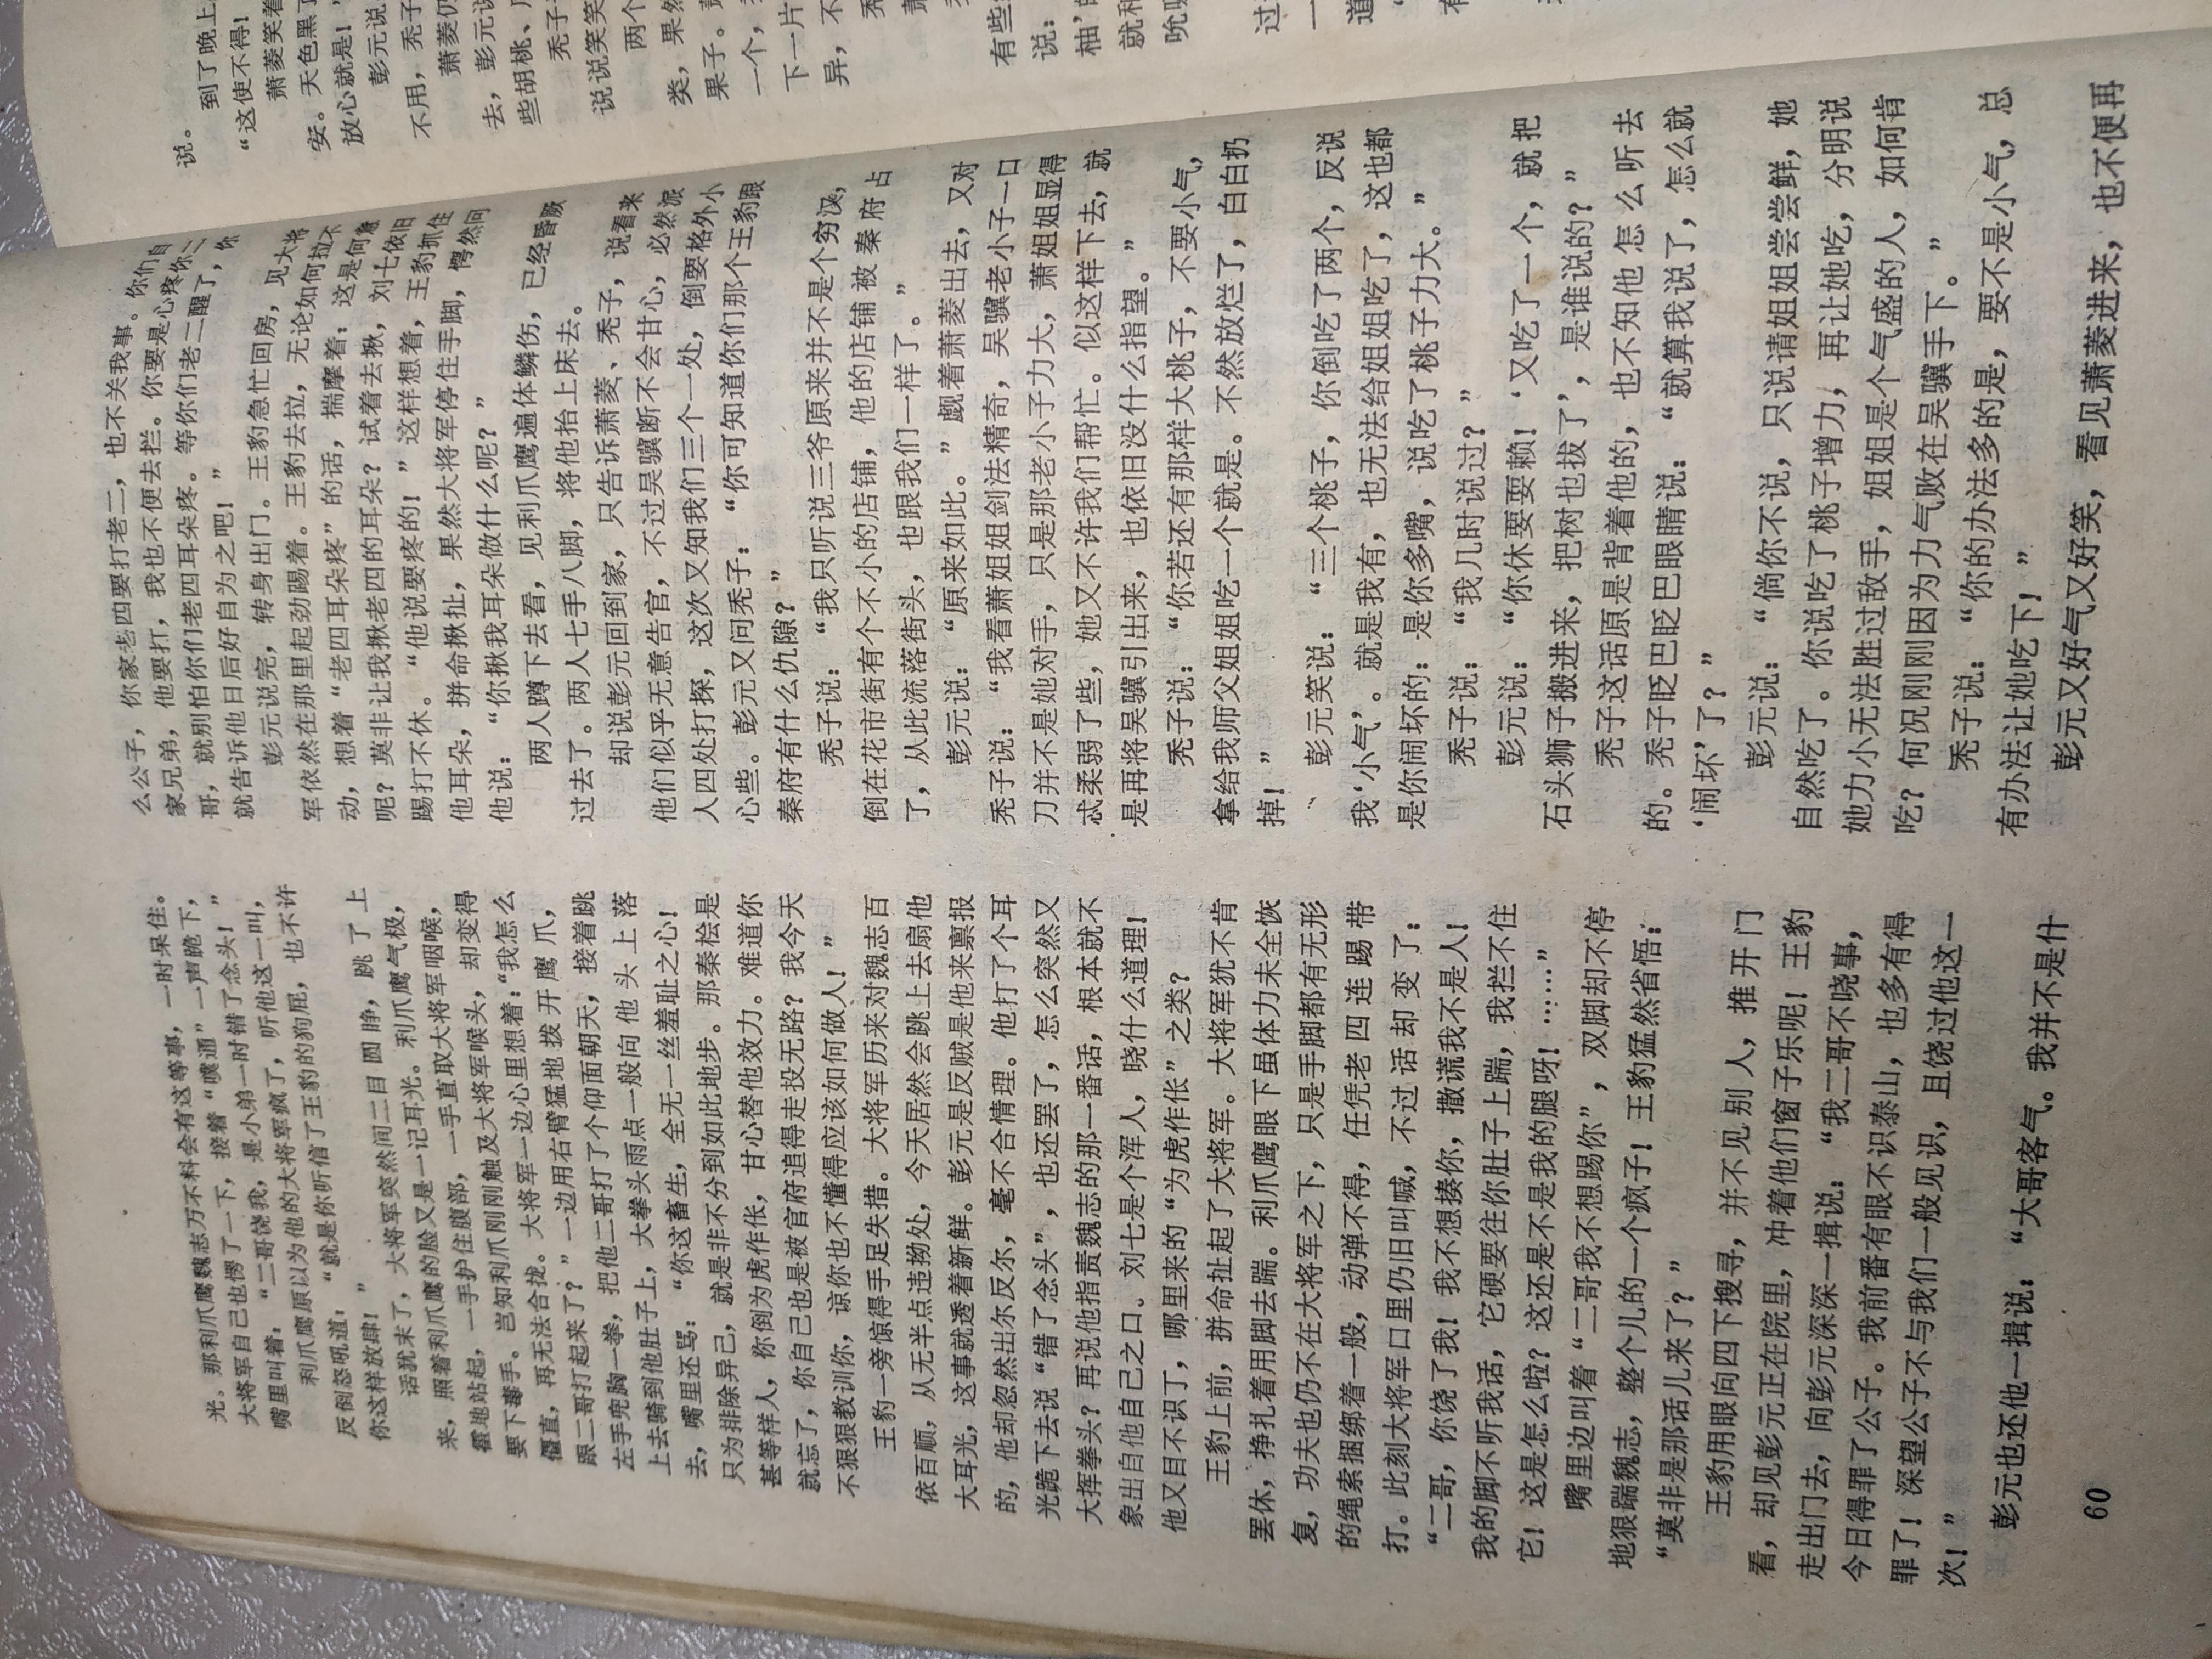 光，那利爪鹰魏志万不料会有这等事，一时呆住。
大将军自己也愣了一下，接着“噗通”一声跪下，
嘴里叫着：“二哥饶我，是小弟一时错了念头！”
利爪鹰原以为他的大将军疯了，听他这一叫，
反倒怒吼道：“就是你听信了王豹的狗屁，也不许
你这样放肆！”
话犹未了，大将军突然间二目圆睁，跳了上
来，照着利爪鹰的脸又是一记耳光。利爪鹰气极，
霍地站起，一手护住腹部，一手直取大将军咽喉，
要下毒手。岂知利爪刚刚触及大将军喉头，却变得
僵直，再无法合拢。大将军一边心里想着：“我怎么
跟二哥打起来了？”一边用右臂猛地拨开鹰爪，
左手兜胸一拳，把他二哥打了个仰面朝天，接着跳
上去骑到他肚子上，大拳头雨点一般向他头上落
去，嘴里还骂：“你这畜生，全无一丝羞耻之心！
只为排除异己，就是非不分到如此地步。那秦桧是
甚等样人，你倒为虎作伥，甘心替他效力。难道你
就忘了，你自己也是被官府追得走投无路？我今天
不狠狠教训你，谅你也不懂得应该如何做人！”
王豹一旁惊得手足失措。大将军历来对魏志百
依百顺，从无半点违拗处，今天居然会跳上去扇他
大耳光，这事就透着新鲜。彭元是反贼是他来禀报
的，他却忽然出尔反尔，毫不合情理。他打了个耳
光跪下去说“错了念头”，也还罢了，怎么突然又
大挥拳头？再说他指责魏志的那一番话，根本就不
象出自他自己之口。刘七是个浑人，晓什么道理！
他又目不识丁，哪里来的“为虎作伥”之类？
王豹上前，拼命扯起了大将军。大将军犹不肯
罢休，挣扎着用脚去踹。利爪鹰眼下虽体力未全恢
复，功夫也仍不在大将军之下，只是手脚都有无形
的绳索捆绑着一般，动弹不得，任凭老四连踢带
打。此刻大将军口里仍旧叫喊，不过话却变了：
“二哥，你饶了我！我不想揍你，撒谎我不是人！
我的脚不听我话，它硬要往你肚子上踹，我拦不住
它！这是怎么啦？这还是不是我的腿呀！……”
嘴里边叫着“二哥我不想踢你”，双脚却不停
地狠踹魏志，整个儿的一个疯子！王豹猛然省悟：
“莫非是那话儿来了？”
王豹用眼向四下搜寻，并不见别人，推开门
看，却见彭元正在院里，冲着他们窗子乐呢！王豹
走出门去，向彭元深深一揖说：“我二哥不晓事，
今日得罪了公子。我前番有眼不识泰山，也多有得
罪了！深望公子不与我们一般见识，且饶过他这一
次！”
彭元也还他一揖说：“大哥客气。我并不是什
60
么公子，你家老四要打老二，也不关我事。你们自
家兄弟，他要打，我也不便去拦。你要是心疼你二
哥，就别怕你们老四耳朵疼。等你们老二醒了，你
就告诉他日后好自为之吧！”
彭元说完，转身出门。王豹急忙回房，见大将
军依然在那里起劲踢着。王豹去拉，无论如何拉不
动，想着“老四耳朵疼”的话，揣摩着：这是何意
呢？莫非让我揪老四的耳朵？试着去揪，刘七依旧
踢打不休。“他说要疼的！”这样想着，王豹抓住
他耳朵，拼命揪扯，果然大将军停住手脚，愕然问
他说：“你揪我耳朵做什么呢？”
两人蹲下去看，见利爪鹰遍体鳞伤，已经昏厥
过去了。两人七手八脚，将他抬上床去。
却说彭元回到家，只告诉萧菱、秃子，说看来
他们似乎无意告官，不过吴骥断不会甘心，必然派
人四处打探，这次又知我们三个一处，倒要格外小
心些。彭元又问秃子：“你可知道你们那个王豹跟
秦府有什么仇隙？”
秃子说：“我只听说三爷原来并不是个穷汉，
倒在花市街有个不小的店铺，他的店铺被秦府占
了，从此流落街头，也跟我们一样了。”
彭元说：“原来如此。”觑着萧菱出去，又对
秃子说：“我看萧姐姐剑法精奇，吴骥老小子一口
刀并不是她对手，只是那老小子力大，萧姐姐显得
忒柔弱了些，她又不许我们帮忙。似这样下去，就
是再将吴骥引出来，也依旧没什么指望。”
秃子说：“你若还有那样大桃子，不要小气，
拿给我师父姐姐吃一个就是。不然放烂了，白白扔
掉！”
彭元笑说：“三个桃子，你倒吃了两个，反说
我‘小气’。就是我有，也无法给姐姐吃了，这也都
是你闹坏的：是你多嘴，说吃了桃子力大。”
秃子说：“我几时说过？”
彭元说：“你休要耍赖！‘又吃了一个，就把
石头狮子搬进来，把树也拔了’，是谁说的？”
秃子这话原是背着他的，也不知他怎么听去
的。秃子眨巴眨巴眼睛说：“就算我说了，怎么就
‘闹坏’了？”
彭元说：“倘你不说，只说请姐姐尝尝鲜，她
自然吃了。你说吃了桃子增力，再让她吃，分明说
她力小无法胜过敌手，姐姐是个气盛的人，如何肯
吃？何况刚刚因为力气败在吴骥手下。”
秃子说：“你的办法多的是，要不是小气，总
有办法让她吃下！”
彭元又好气又好笑，看见萧菱进来，也不便再
说。
到了晚上
“这使不得！
萧菱笑着
安。天色黑了
放心就是！
彭元说
不用，秃子
萧菱仍
去，彭元说
些胡桃、
秃子
说说笑笑
两个
类，果然
果子。
一个，
下一片
异，不
有些
说：
柚’的
就和
吮
过
一
道